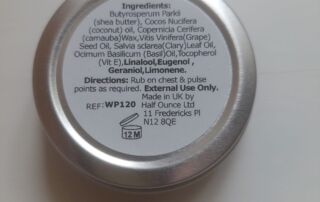 Ingredients:
Butyrosperum Parkii
(shea butter), Cocos Nucifera
(coconut) oil, Copernicia Cerifera
(carnauba)Wax,Vitis Vinifera(Grape)
Seed Oil, Salvia sclarea(Clary)Leaf Oil,
Ocimum Basilicum (Basil)Oil,Tocopherol
(Vit E),Linalool,Eugenol ,
Geraniol,Limonene.
Directions: Rub on chest & pulse
points as required. External Use Only.
Made in UK by
REF: WP120 Half Ounce Ltd
11 Fredericks Pl
12 M N12 8QE